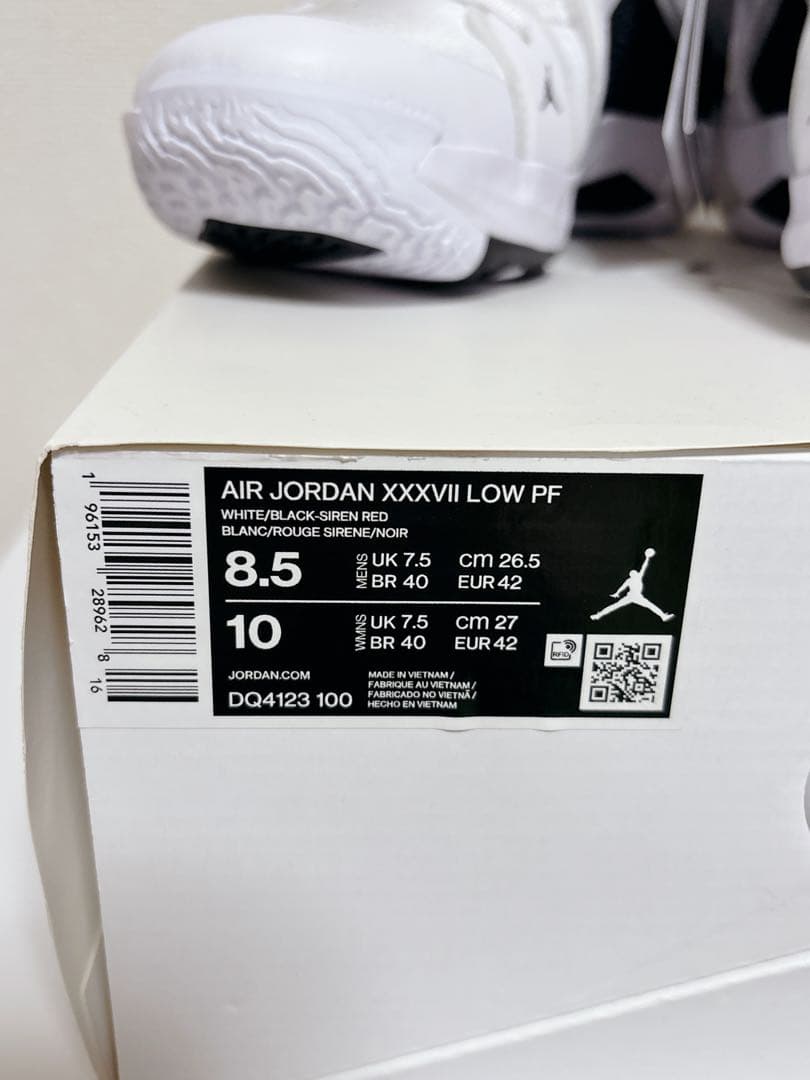 AIR JORDAN XXXVII LOW PF
WHITE/BLACK-SIREN RED
BLANC/ROUGE SIRENE/NOIR
8.5 MENS UK 7.5 cm 26.5
BR 40 EUR 42
10 WMNS UK 7.5 cm 27
BR 40 EUR 42
RFID
JORDAN.COM
DQ4123 100
MADE IN VIETNAM /
FABRIQUE AU VIETNAM /
FABRICADO NO VIETNÃ /
HECHO EN VIETNAM
1 96153 28962 8 16